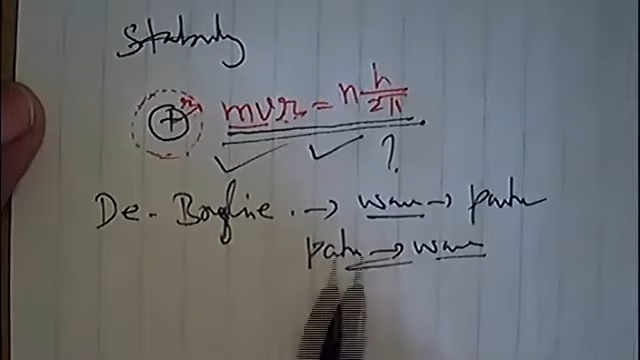 Stability
+ r mvr = n h/2π
?
De-Broglie . → wave → particle
particle → wave